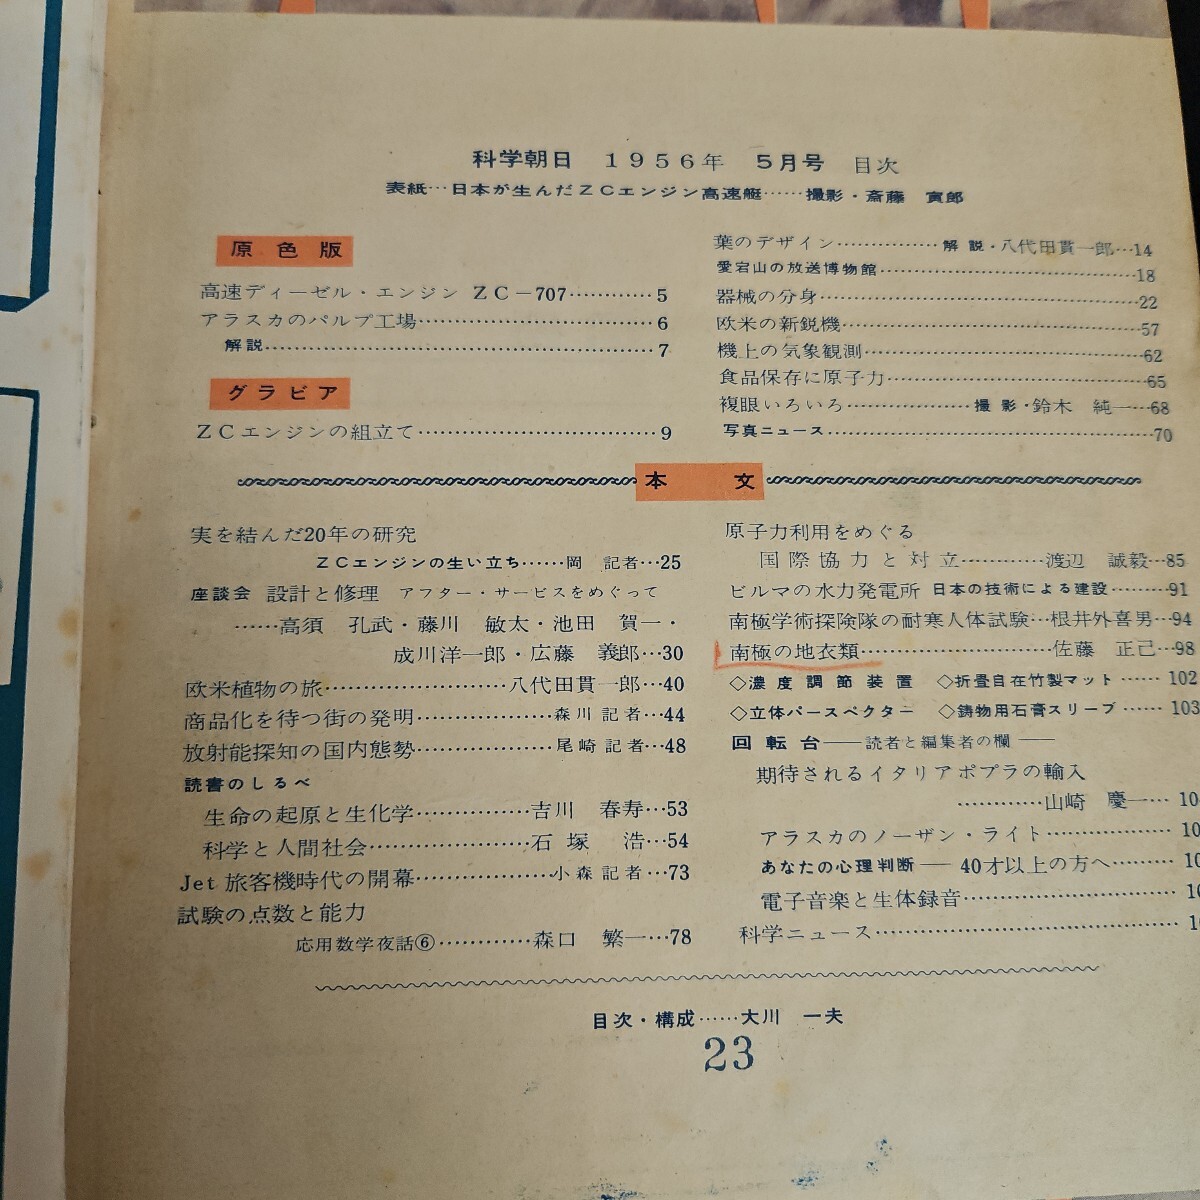 科学朝日 1956年 5月号 目次
表紙…日本が生んだZCエンジン高速艇……撮影・斎藤 寅郎
原色版
高速ディーゼル・エンジン ZC－707…………5
アラスカのパルプ工場……………………………6
解説……………………………………………………7
グラビア
ZCエンジンの組立て……………………………9
葉のデザイン……………解説・八代田貫一郎…14
愛宕山の放送博物館………………………………18
器械の分身…………………………………………22
欧米の新鋭機………………………………………57
機上の気象観測……………………………………62
食品保存に原子力…………………………………65
複眼いろいろ………………撮影・鈴木 純一…68
写真ニュース………………………………………70
本文
実を結んだ20年の研究
ZCエンジンの生い立ち……岡 記者…25
座談会 設計と修理 アフター・サービスをめぐって
……高須 孔武・藤川 敏太・池田 賀一・
成川洋一郎・広藤 義郎…30
欧米植物の旅……………………八代田貫一郎…40
商品化を待つ街の発明………………森川記者…44
放射能探知の国内態勢………………尾崎記者…48
読書のしるべ
生命の起原と生化学……………吉川 春寿…53
科学と人間社会…………………石塚 浩…54
Jet 旅客機時代の開幕………………小森記者…73
試験の点数と能力
応用数学夜話⑥…………森口 繁一…78
原子力利用をめぐる
国際協力と対立…………渡辺 誠毅…85
ビルマの水力発電所 日本の技術による建設………91
南極学術探険隊の耐寒人体試験…根井外喜男…94
南極の地衣類………………………佐藤 正己…98
◇濃度調節装置 ◇折畳自在竹製マット……102
◇立体パースペクター ◇鋳物用石膏スリーブ……103
回転台――読者と編集者の欄――
期待されるイタリアポプラの輸入
…………山崎 慶一…10
アラスカのノーザン・ライト………………10
あなたの心理判断――40才以上の方へ………10
電子音楽と生体録音…………………………10
科学ニュース……………………………………1
目次・構成……大川 一夫
23